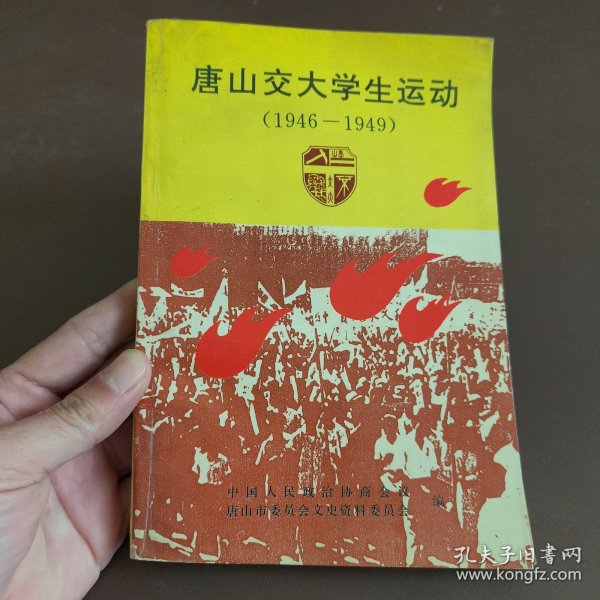 唐山交大学生运动
(1946－1949)
中国人民政治协商会议
唐山市委员会文史资料委员会
编
孔夫子旧书网
www.kongfz.com